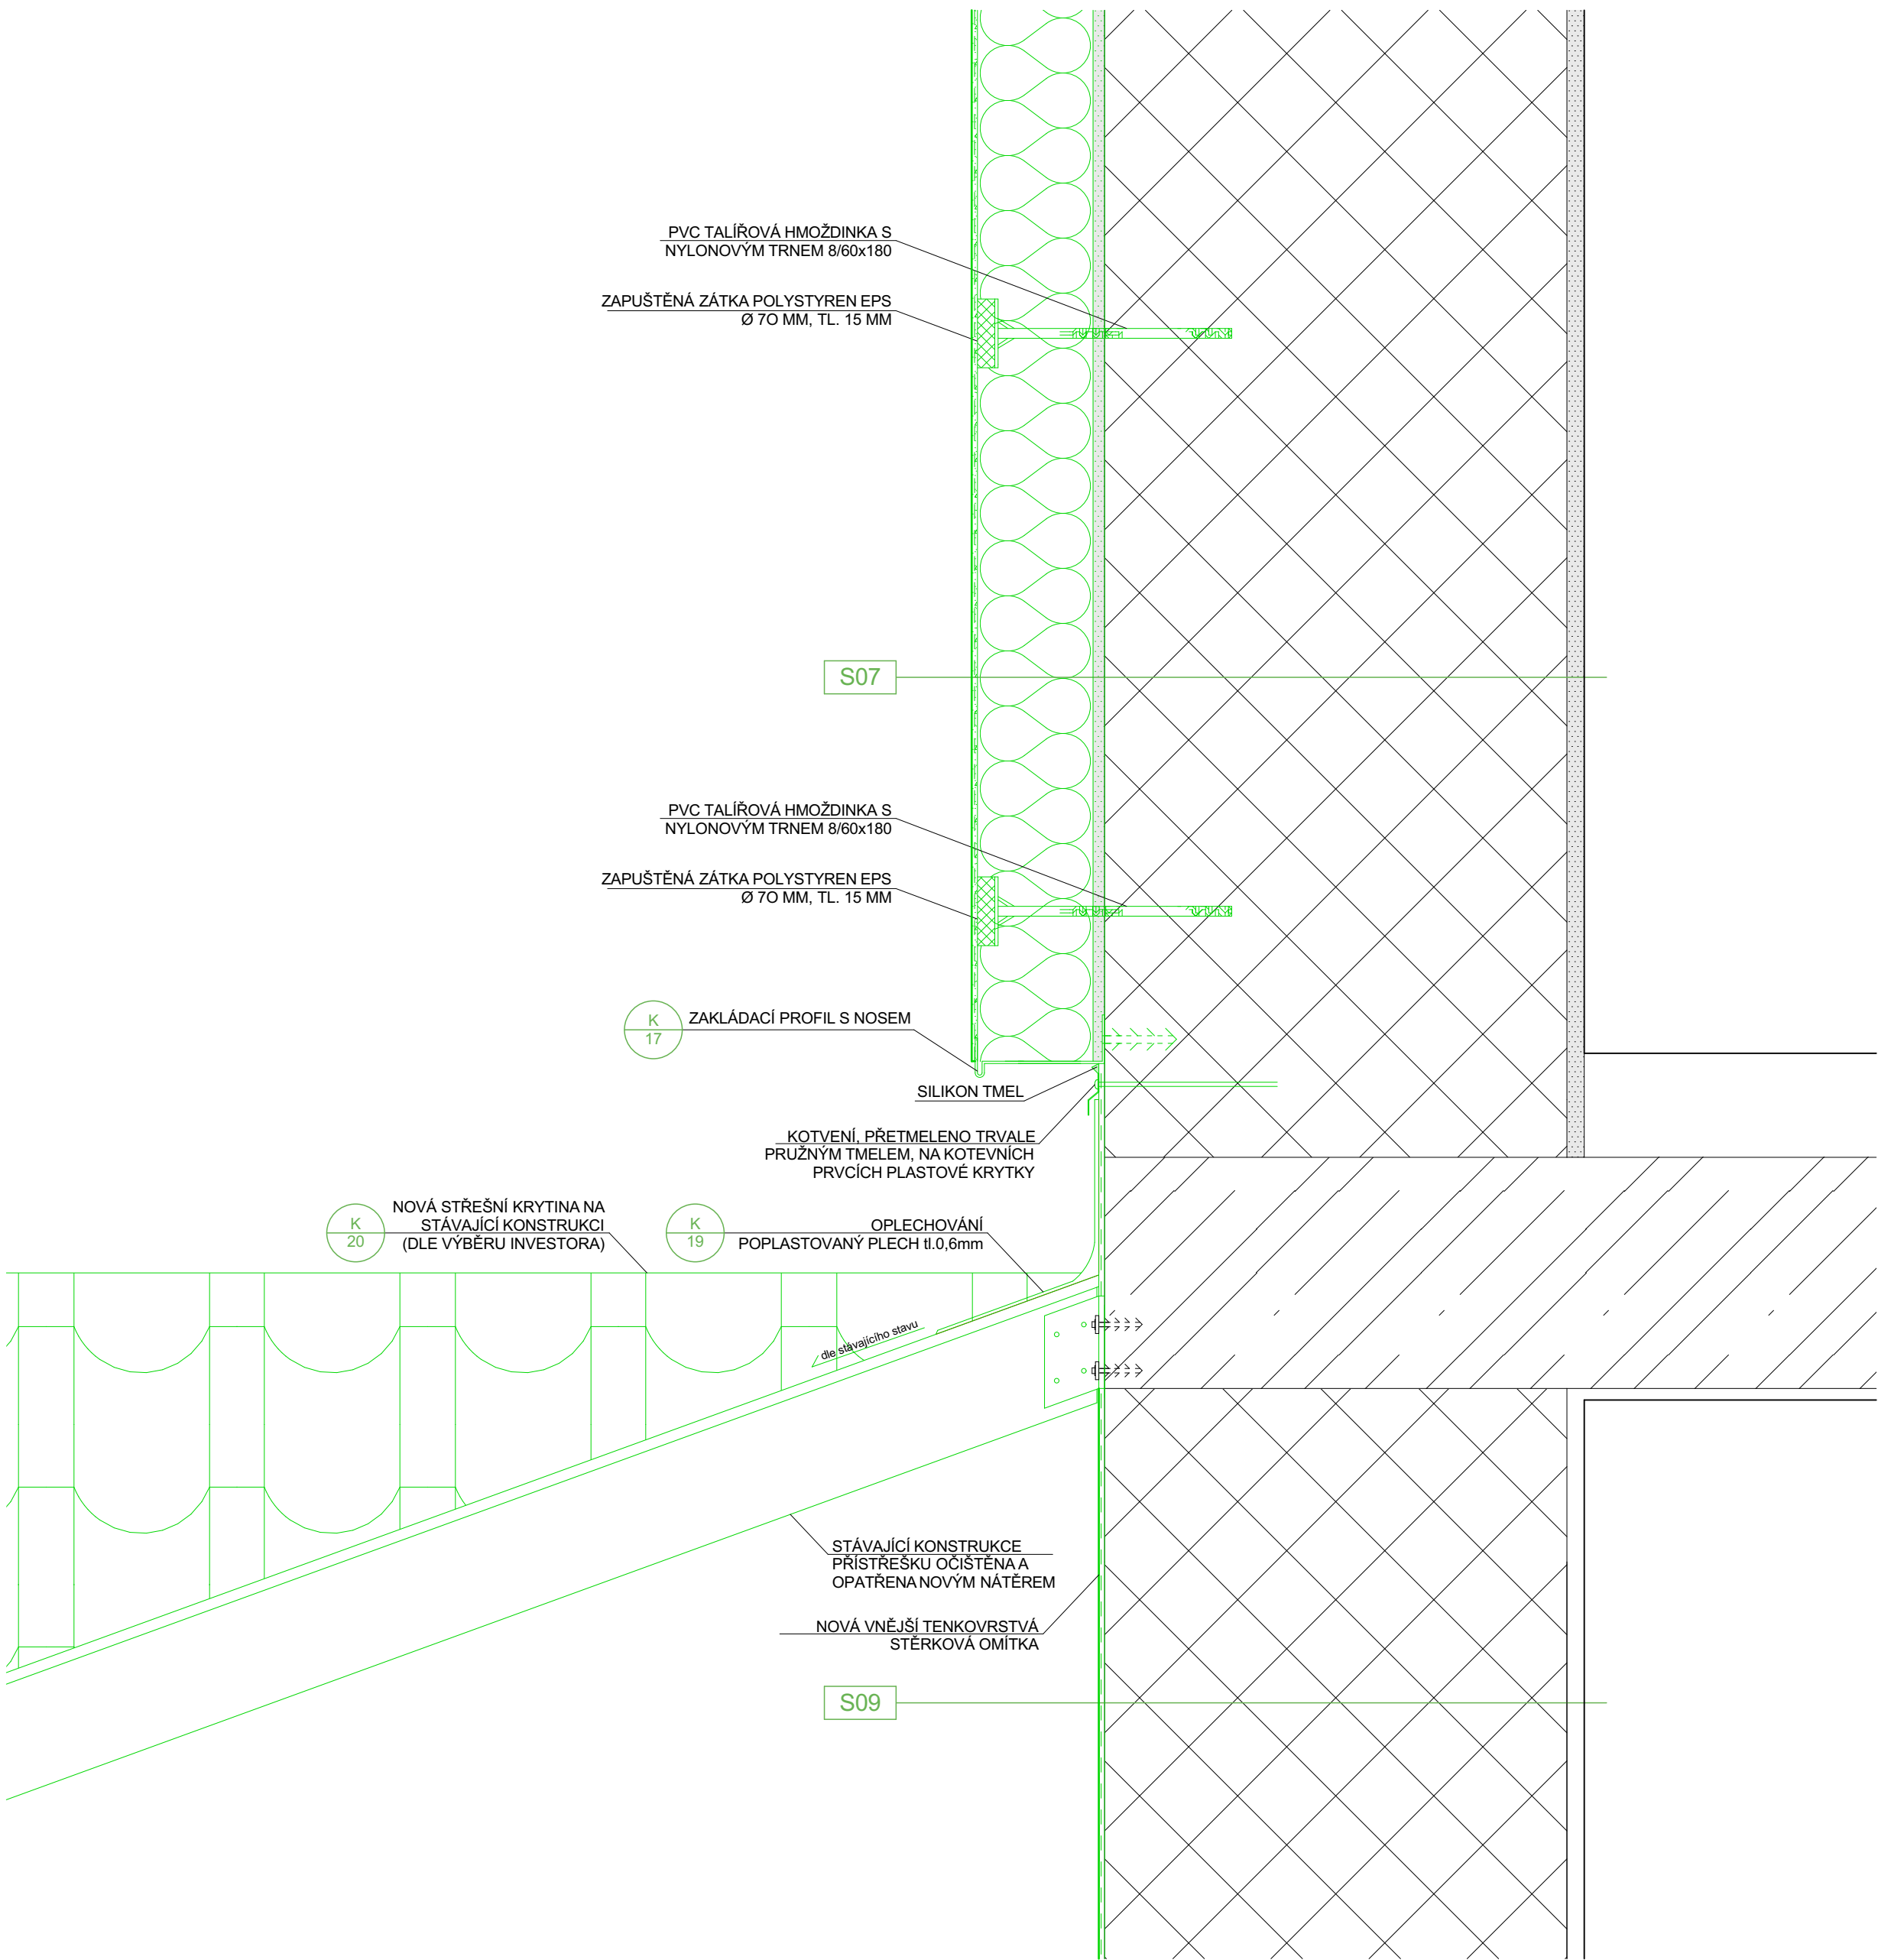 PVC TALÍŘOVÁ HMOŽDINKA S
NYLONOVÝM TRNEM 8/60x180
ZAPUŠTĚNÁ ZÁTKA POLYSTYREN EPS
Ø 7O MM, TL. 15 MM
S07
PVC TALÍŘOVÁ HMOŽDINKA S
NYLONOVÝM TRNEM 8/60x180
ZAPUŠTĚNÁ ZÁTKA POLYSTYREN EPS
Ø 7O MM, TL. 15 MM
K
17
ZAKLÁDACÍ PROFIL S NOSEM
SILIKON TMEL
KOTVENÍ, PŘETMELENO TRVALE
PRUŽNÝM TMELEM, NA KOTEVNÍCH
PRVCÍCH PLASTOVÉ KRYTKY
K
20
NOVÁ STŘEŠNÍ KRYTINA NA
STÁVAJÍCÍ KONSTRUKCI
(DLE VÝBĚRU INVESTORA)
K
19
OPLECHOVÁNÍ
POPLASTOVANÝ PLECH tl.0,6mm
dle stávajícího stavu
STÁVAJÍCÍ KONSTRUKCE
PŘÍSTŘEŠKU OČIŠTĚNA A
OPATŘENA NOVÝM NÁTĚREM
NOVÁ VNĚJŠÍ TENKOVRSTVÁ
STĚRKOVÁ OMÍTKA
S09